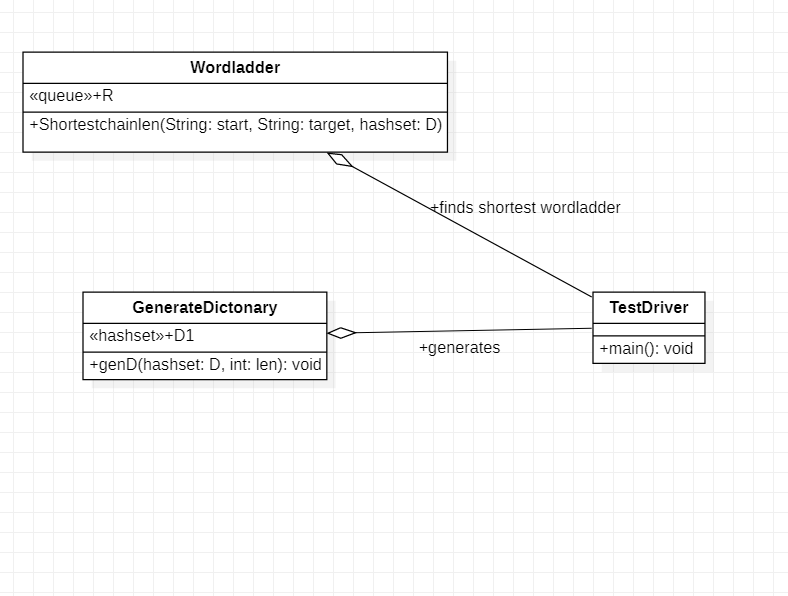 Wordladder
«queue»+R
+Shortestchainlen(String: start, String: target, hashset: D)
+finds shortest wordladder
GenerateDictonary
«hashset»+D1
+genD(hashset: D, int: len): void
+generates
TestDriver
+main(): void